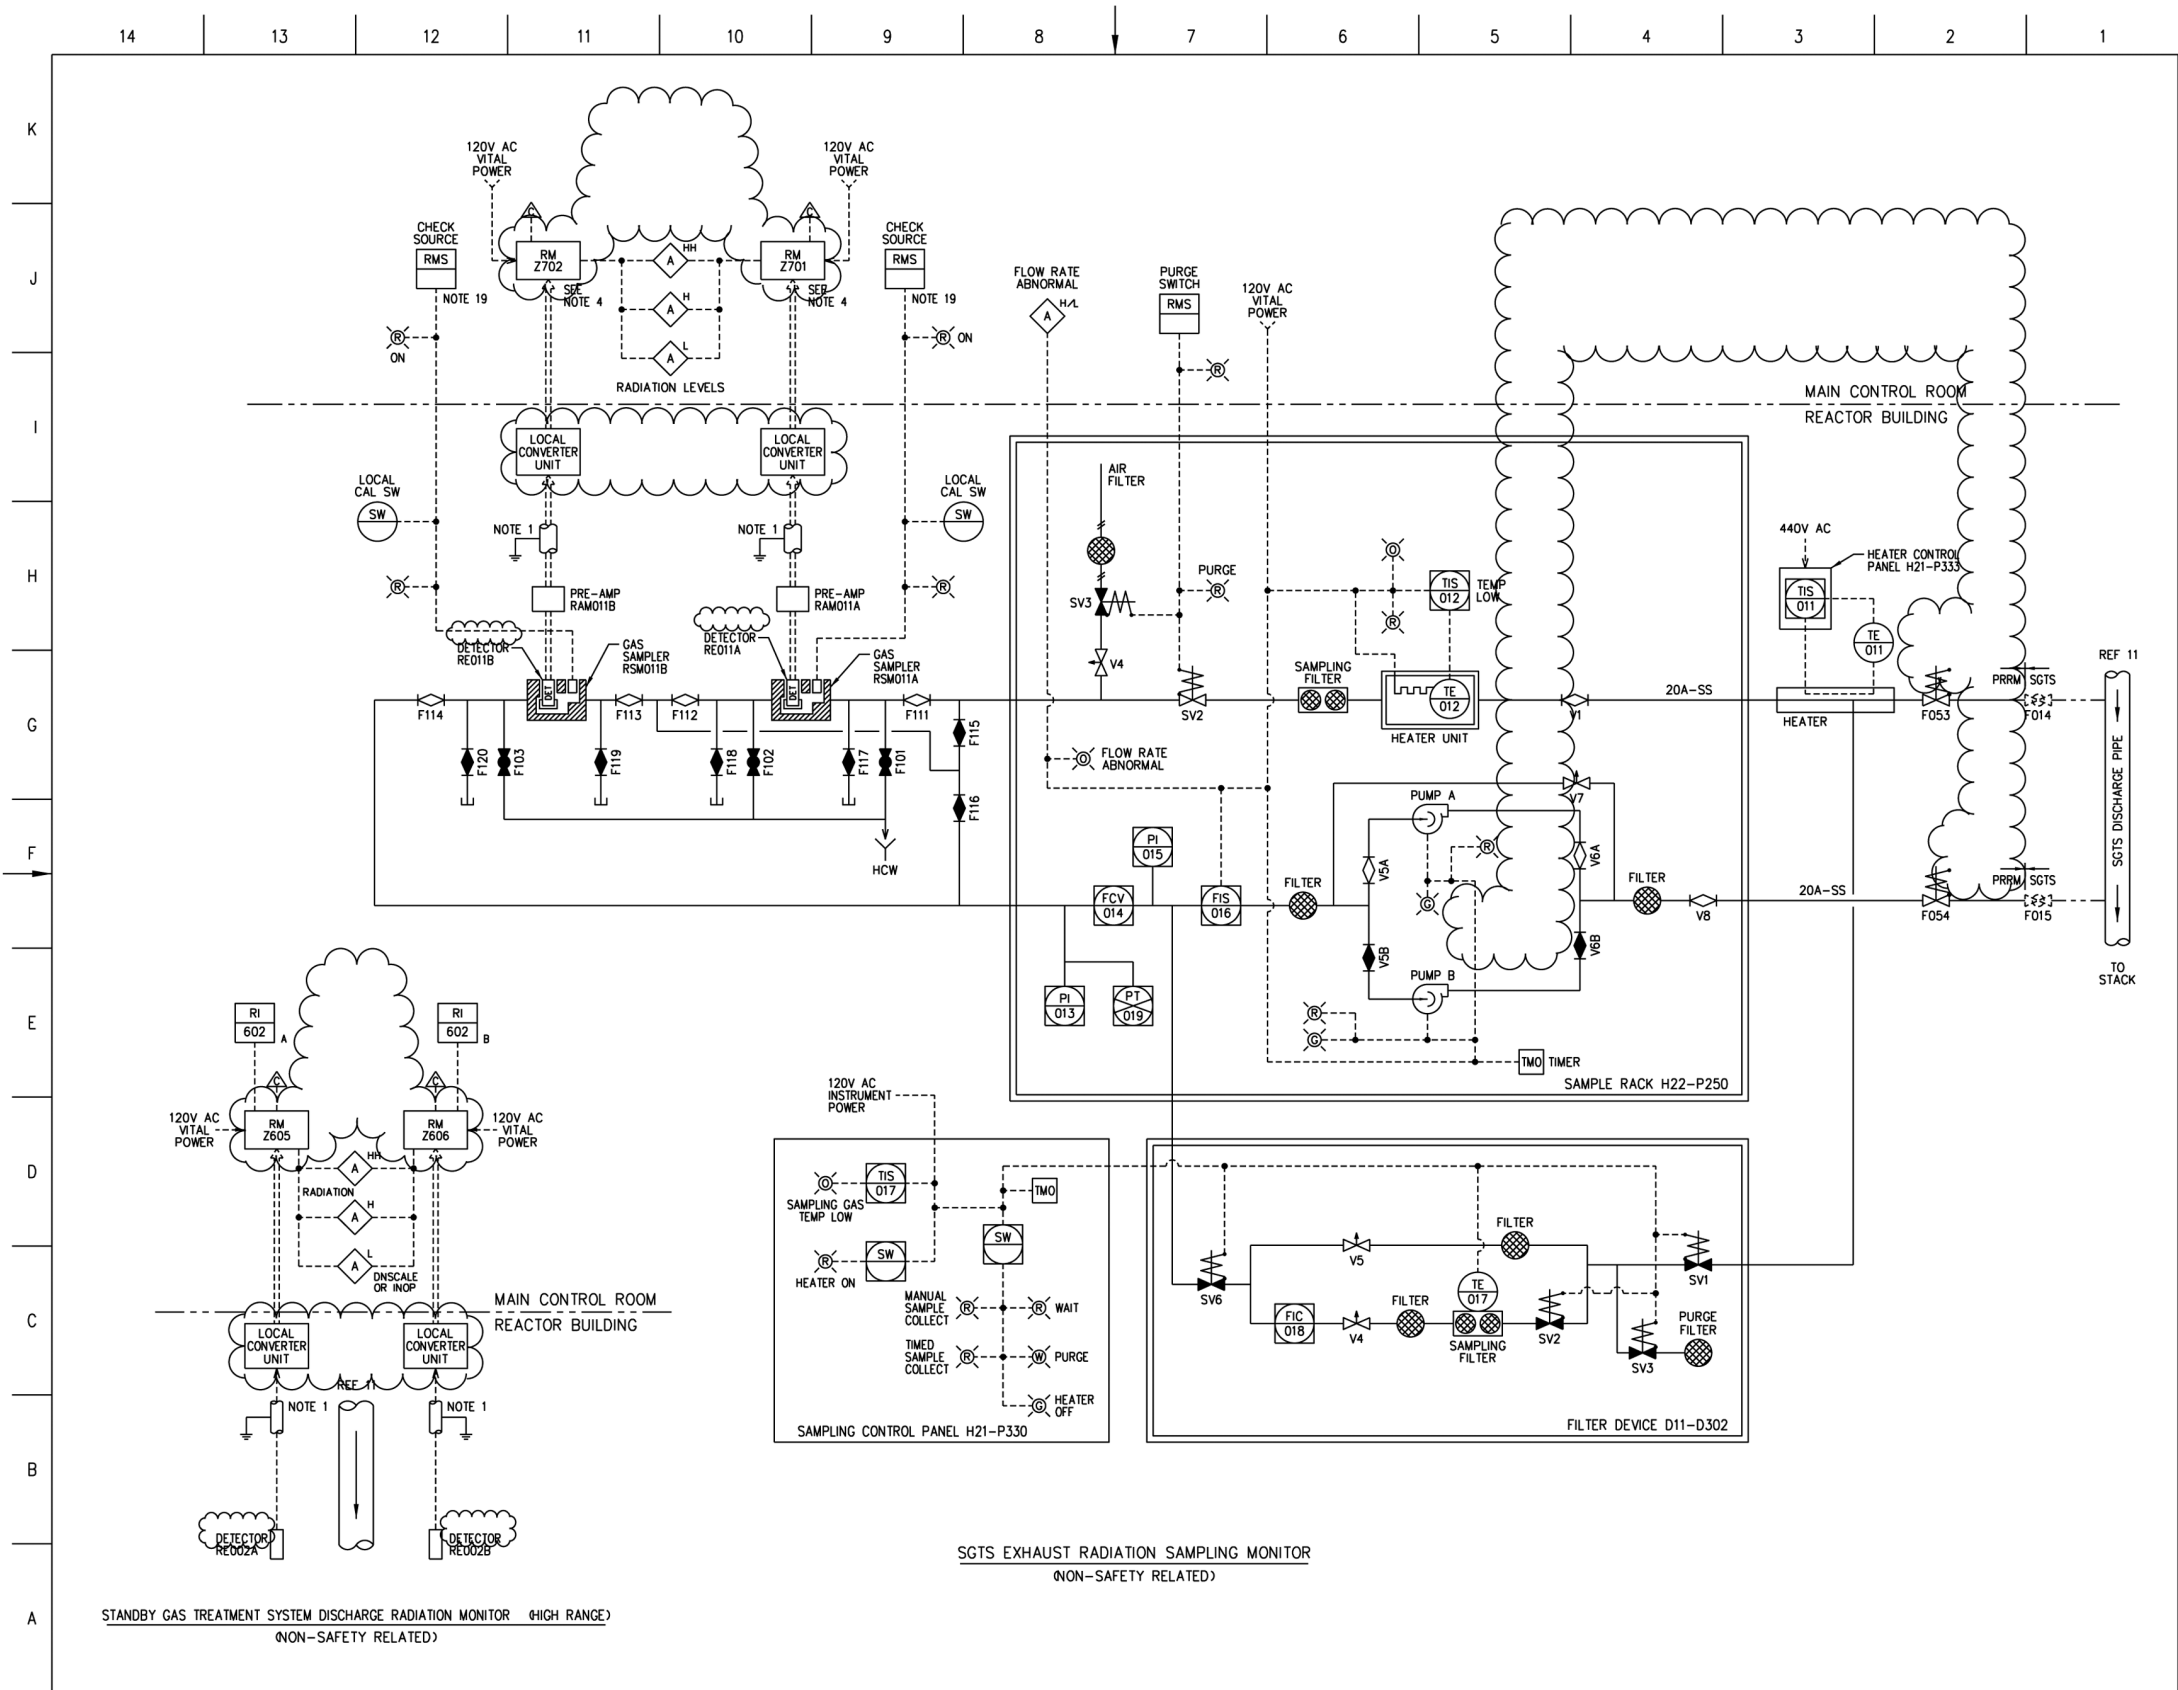 14 13 12 11 10 9 8 7 6 5 4 3 2 1
K
J
I
H
G
F
E
D
C
B
A
120V AC
VITAL
POWER
120V AC
VITAL
POWER
CHECK
SOURCE
RMS
NOTE 19
C
RM
Z702
SEE
NOTE 4
A
HH
A
H
A
L
RADIATION LEVELS
C
RM
Z701
SEE
NOTE 4
CHECK
SOURCE
RMS
NOTE 19
R
ON
R
ON
FLOW RATE
ABNORMAL
A
H/L
PURGE
SWITCH
RMS
R
120V AC
VITAL
POWER
MAIN CONTROL ROOM
REACTOR BUILDING
LOCAL
CONVERTER
UNIT
LOCAL
CONVERTER
UNIT
LOCAL
CAL SW
SW
LOCAL
CAL SW
SW
NOTE 1
NOTE 1
R
R
PRE-AMP
RAM011B
PRE-AMP
RAM011A
DETECTOR
RE011B
DET
GAS
SAMPLER
RSM011B
DETECTOR
RE011A
DET
GAS
SAMPLER
RSM011A
F114
F113
F112
F111
F120
F103
F119
F118
F102
F117
F101
F115
F116
HCW
AIR
FILTER
SV3
V4
PURGE
R
SV2
O
R
TIS
012
TEMP
LOW
SAMPLING
FILTER
TE
012
HEATER UNIT
V1
440V AC
HEATER CONTROL
PANEL H21-P333
TIS
011
TE
011
20A-SS
HEATER
F053
PRRM
SGTS
F014
REF 11
SGTS DISCHARGE PIPE
TO
STACK
O
FLOW RATE
ABNORMAL
PUMP A
V7
R
G
V5A
V6A
PI
015
FCV
014
FIS
016
FILTER
FILTER
V8
20A-SS
F054
PRRM
SGTS
F015
V5B
V6B
PUMP B
PI
013
PT
019
R
G
TMO
TIMER
SAMPLE RACK H22-P250
RI
602
A
RI
602
B
C
C
120V AC
VITAL
POWER
RM
Z605
RM
Z606
120V AC
VITAL
POWER
A
HH
RADIATION
A
H
A
L
DNSCALE
OR INOP
MAIN CONTROL ROOM
REACTOR BUILDING
LOCAL
CONVERTER
UNIT
LOCAL
CONVERTER
UNIT
REF 11
NOTE 1
NOTE 1
DETECTOR
RE002A
DETECTOR
RE002B
120V AC
INSTRUMENT
POWER
O
SAMPLING GAS
TEMP LOW
TIS
017
TMO
SW
R
HEATER ON
SW
MANUAL
SAMPLE
COLLECT
R
R
WAIT
TIMED
SAMPLE
COLLECT
R
W
PURGE
G
HEATER
OFF
SAMPLING CONTROL PANEL H21-P330
SV6
V5
FILTER
SV1
TE
017
FIC
018
V4
FILTER
SAMPLING
FILTER
SV2
SV3
PURGE
FILTER
FILTER DEVICE D11-D302
SGTS EXHAUST RADIATION SAMPLING MONITOR
(NON-SAFETY RELATED)
STANDBY GAS TREATMENT SYSTEM DISCHARGE RADIATION MONITOR (HIGH RANGE)
(NON-SAFETY RELATED)